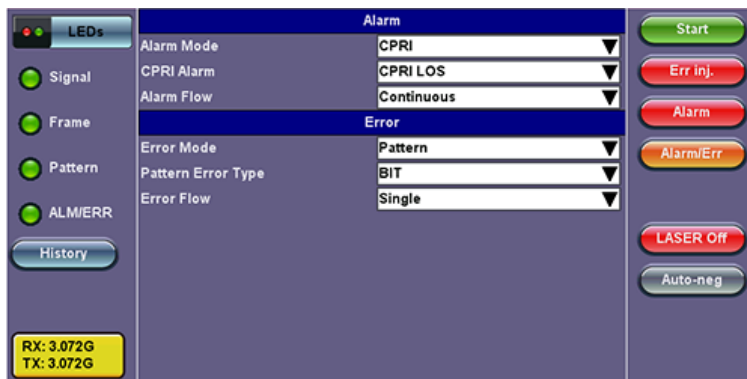 LEDs
Signal
Frame
Pattern
ALM/ERR
History
RX: 3.072G
TX: 3.072G
Alarm
Alarm Mode CPRI
CPRI Alarm CPRI LOS
Alarm Flow Continuous
Error
Error Mode Pattern
Pattern Error Type BIT
Error Flow Single
Start
Err inj.
Alarm
Alarm/Err
LASER Off
Auto-neg